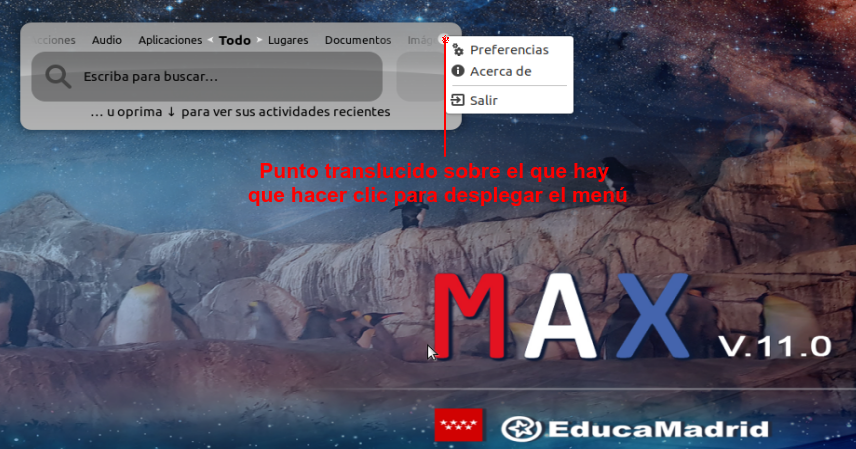 Acciones Audio Aplicaciones Todo Lugares Documentos
Preferencias
Escriba para buscar...
Acerca de
Salir
... u oprima ↓ para ver sus actividades recientes
Punto translucido sobre el que hay
que hacer clic para desplegar el menú
MAX V.11.0
EducaMadrid